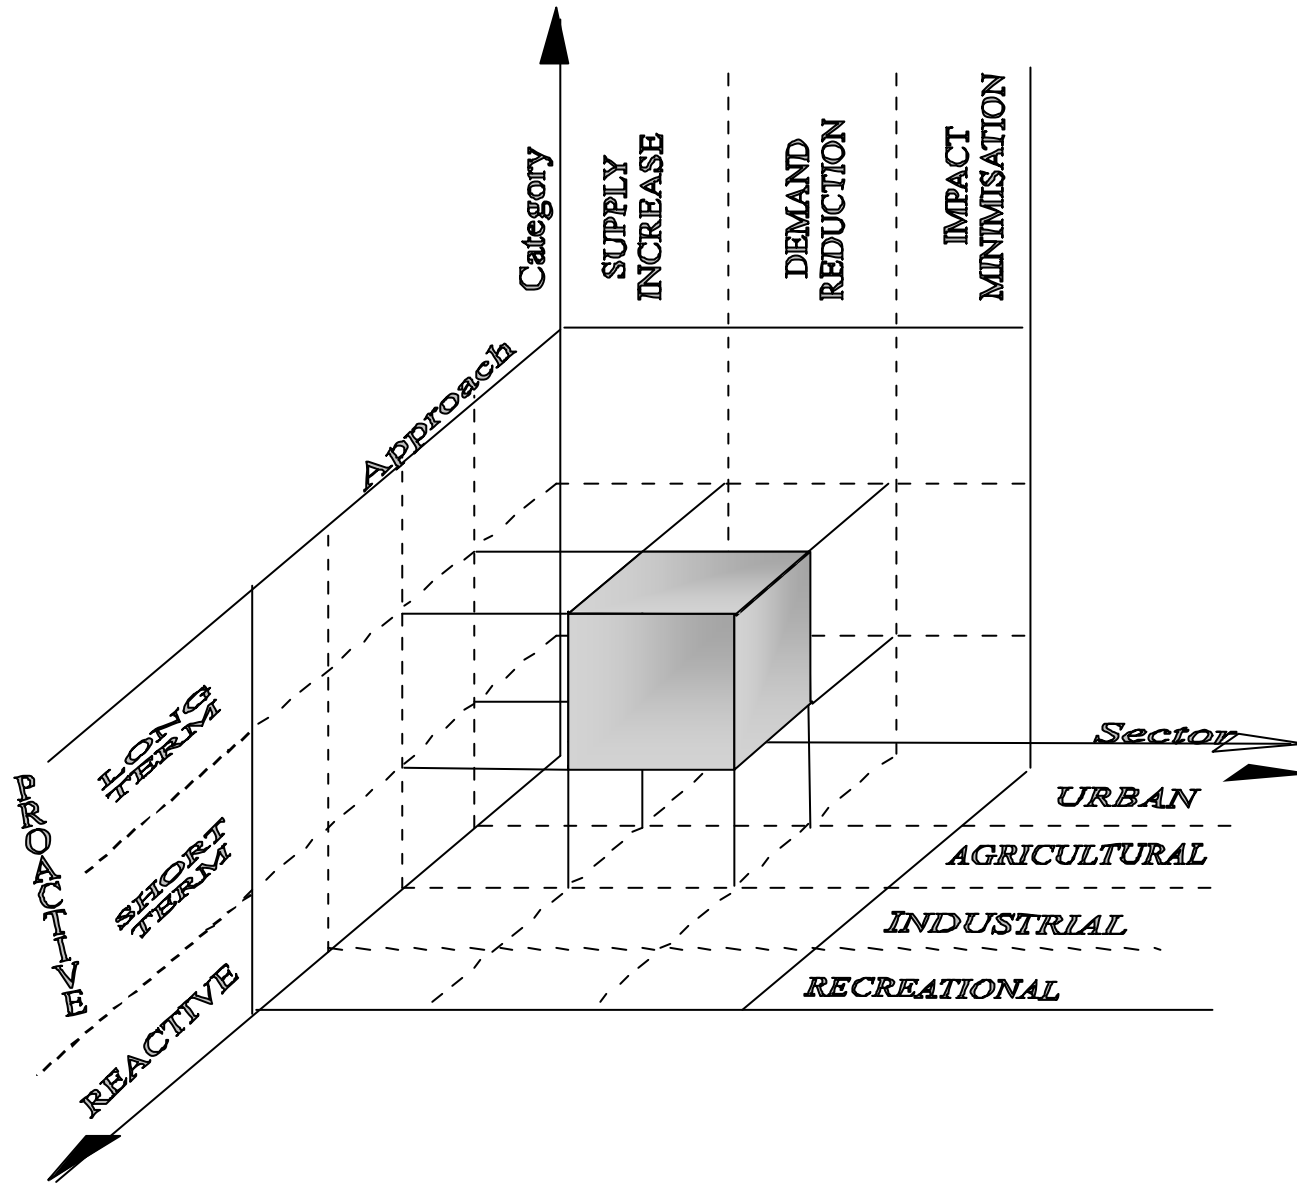 Category
SUPPLY
INCREASE
DEMAND
REDUCTION
IMPACT
MINIMISATION
Approach
LONG
TERM
SHORT
TERM
REACTIVE
PROACTIVE
Sector
URBAN
AGRICULTURAL
INDUSTRIAL
RECREATIONAL